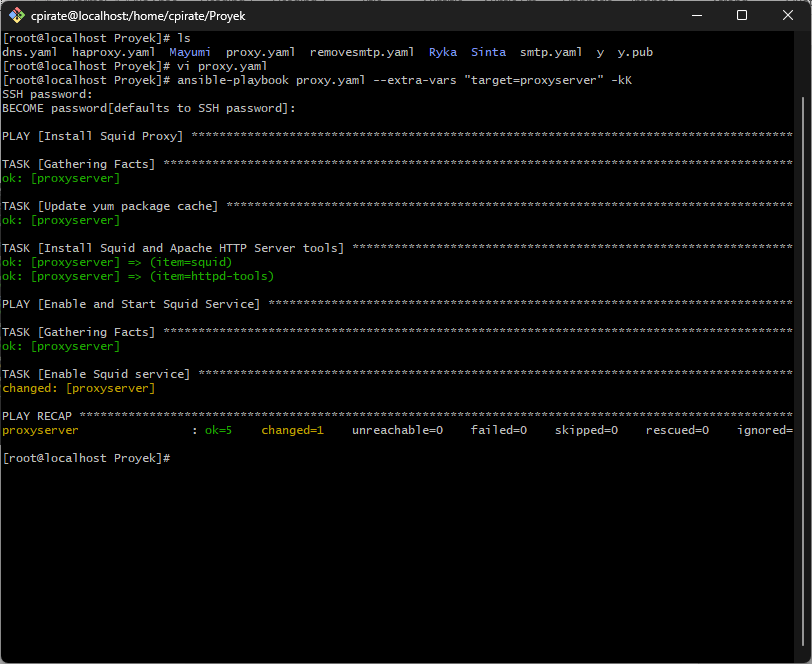 cpirate@localhost:/home/cpirate/Proyek
[root@localhost Proyek]# ls
dns.yaml  haproxy.yaml  Mayumi  proxy.yaml  removesmtp.yaml  Ryka  Sinta  smtp.yaml  y  y.pub
[root@localhost Proyek]# vi proxy.yaml
[root@localhost Proyek]# ansible-playbook proxy.yaml --extra-vars "target=proxyserver" -kK
SSH password:
BECOME password[defaults to SSH password]:
PLAY [Install Squid Proxy] **************************************************************************************
TASK [Gathering Facts] ******************************************************************************************
ok: [proxyserver]
TASK [Update yum package cache] *********************************************************************************
ok: [proxyserver]
TASK [Install Squid and Apache HTTP Server tools] ***************************************************************
ok: [proxyserver] => (item=squid)
ok: [proxyserver] => (item=httpd-tools)
PLAY [Enable and Start Squid Service] ***************************************************************************
TASK [Gathering Facts] ******************************************************************************************
ok: [proxyserver]
TASK [Enable Squid service] *************************************************************************************
changed: [proxyserver]
PLAY RECAP ******************************************************************************************************
proxyserver                : ok=5    changed=1    unreachable=0    failed=0    skipped=0    rescued=0    ignored=
[root@localhost Proyek]#